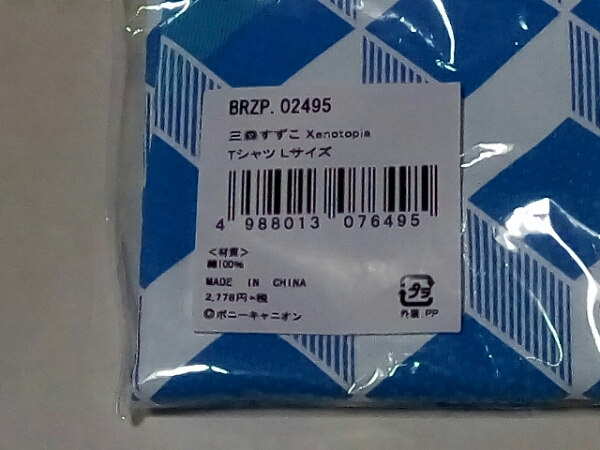 BRZP. 02495
三森すずこ Xenotopia
Tシャツ Lサイズ
4 988013 076495
＜材質＞
綿100%
MADE IN CHINA
2,778円+税
©ポニーキャニオン
プラ
外装 PP